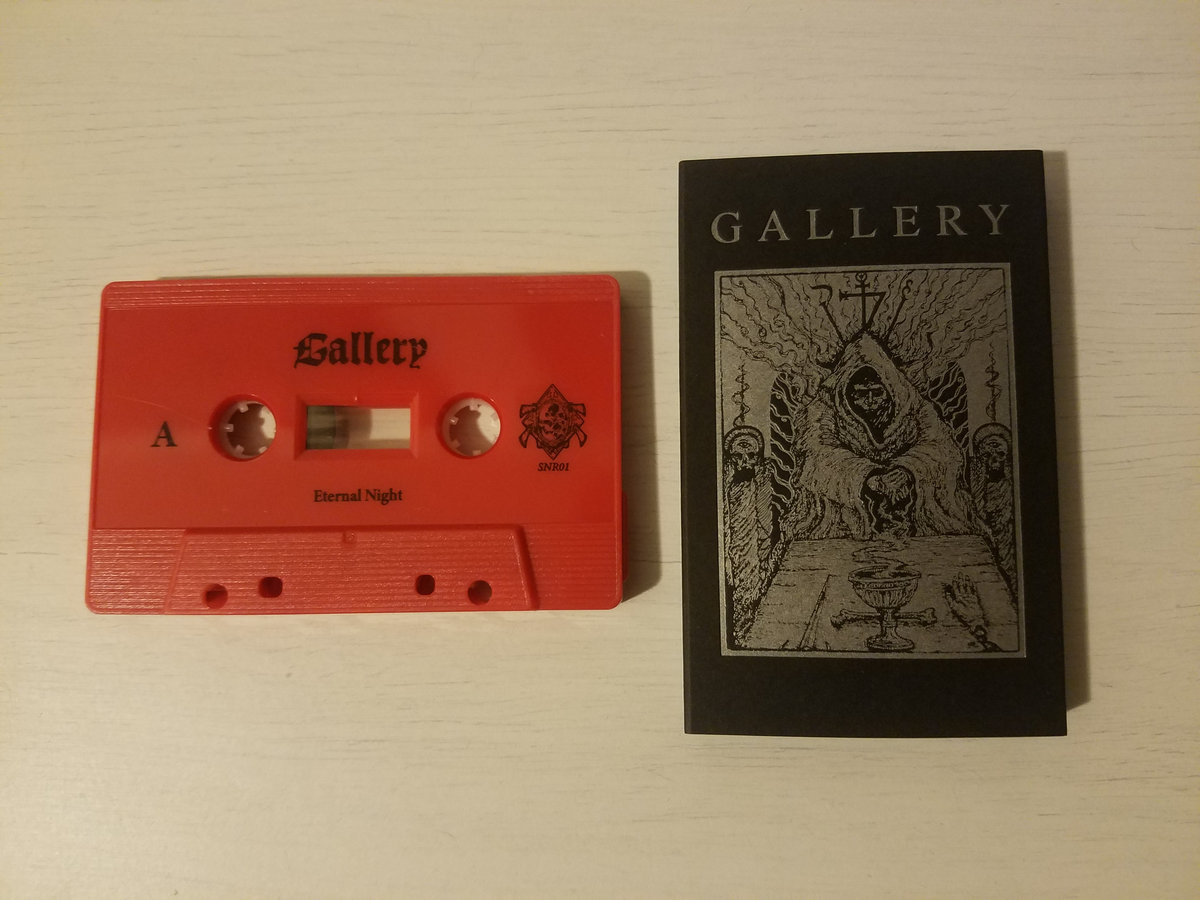 Gallery
A
SNR01
Eternal Night
GALLERY